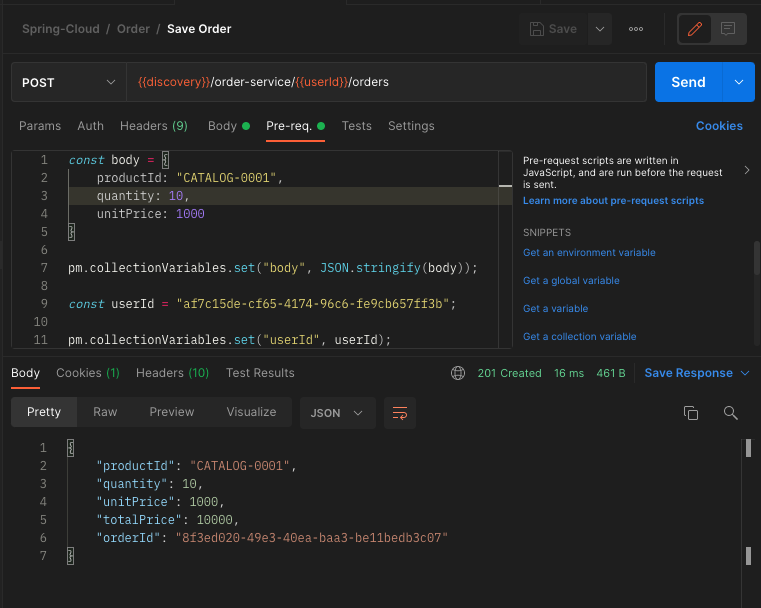 Spring-Cloud / Order / Save Order
Save
POST
{{discovery}}/order-service/{{userId}}/orders
Send
Params Auth Headers (9) Body Pre-req. Tests Settings
Cookies
1 const body = {
2 productId: "CATALOG-0001",
3 quantity: 10,
4 unitPrice: 1000
5 }
6
7 pm.collectionVariables.set("body", JSON.stringify(body));
8
9 const userId = "af7c15de-cf65-4174-96c6-fe9cb657ff3b";
10
11 pm.collectionVariables.set("userId", userId);
Pre-request scripts are written in
JavaScript, and are run before the request
is sent.
Learn more about pre-request scripts
SNIPPETS
Get an environment variable
Get a global variable
Get a variable
Get a collection variable
Body Cookies (1) Headers (10) Test Results
201 Created 16 ms 461 B Save Response
Pretty Raw Preview Visualize JSON
1 {
2 "productId": "CATALOG-0001",
3 "quantity": 10,
4 "unitPrice": 1000,
5 "totalPrice": 10000,
6 "orderId": "8f3ed020-49e3-40ea-baa3-be11bedb3c07"
7 }